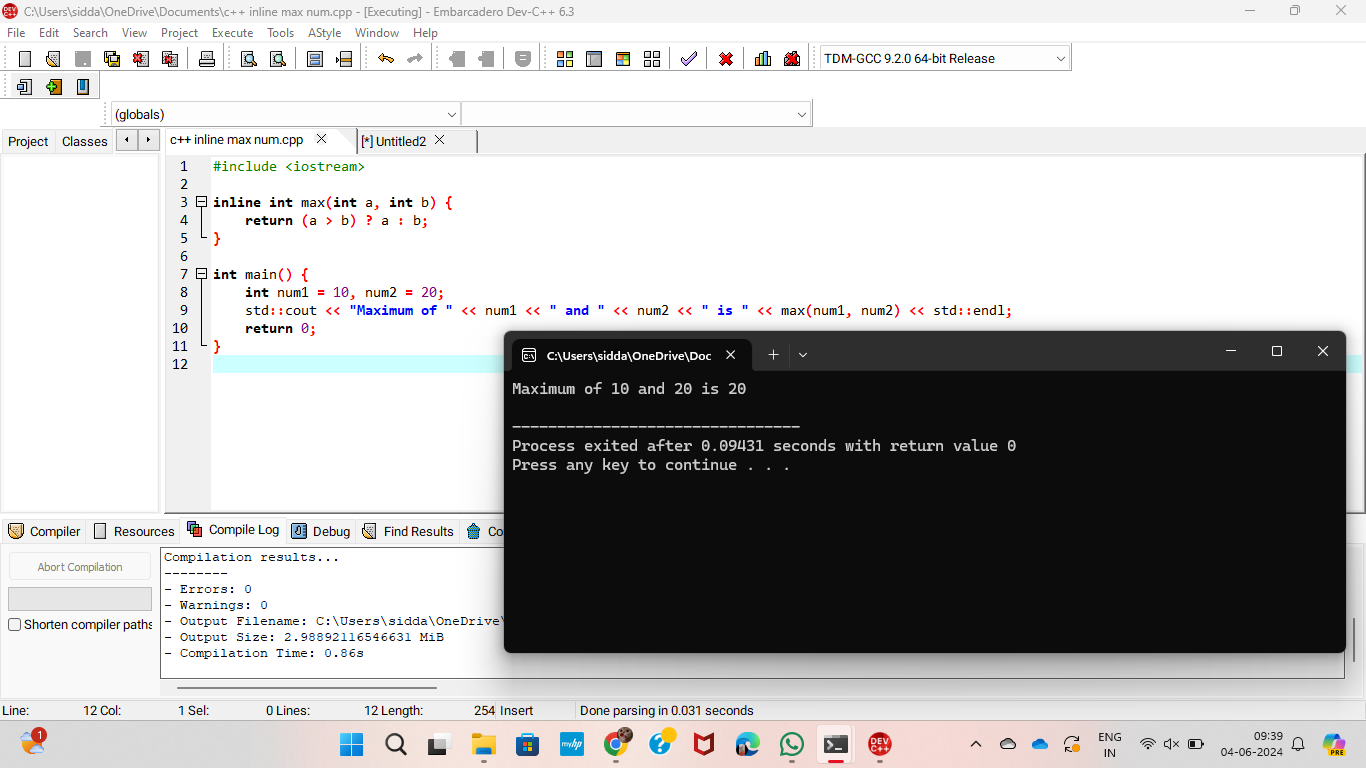 C:\Users\sidda\OneDrive\Documents\c++ inline max num.cpp - [Executing] - Embarcadero Dev-C++ 6.3
File Edit Search View Project Execute Tools AStyle Window Help
TDM-GCC 9.2.0 64-bit Release
(globals)
Project Classes c++ inline max num.cpp [*] Untitled2
1 #include <iostream>
2
3 inline int max(int a, int b) {
4 return (a > b) ? a : b;
5 }
6
7 int main() {
8 int num1 = 10, num2 = 20;
9 std::cout << "Maximum of " << num1 << " and " << num2 << " is " << max(num1, num2) << std::endl;
10 return 0;
11 }
12
C:\Users\sidda\OneDrive\Doc
Maximum of 10 and 20 is 20
--------------------------------
Process exited after 0.09431 seconds with return value 0
Press any key to continue . . .
Compiler Resources Compile Log Debug Find Results Co
Abort Compilation
Shorten compiler paths
Compilation results...
--------
- Errors: 0
- Warnings: 0
- Output Filename: C:\Users\sidda\OneDrive\
- Output Size: 2.98892116546631 MiB
- Compilation Time: 0.86s
Line: 12 Col: 1 Sel: 0 Lines: 12 Length: 254 Insert Done parsing in 0.031 seconds
1
myhp
DEV C++
PRE
ENG
IN
09:39
04-06-2024